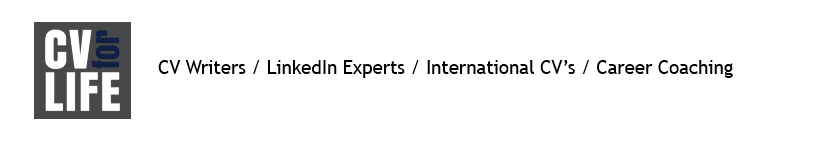 CV for
LIFE
CV Writers / LinkedIn Experts / International CV’s / Career Coaching